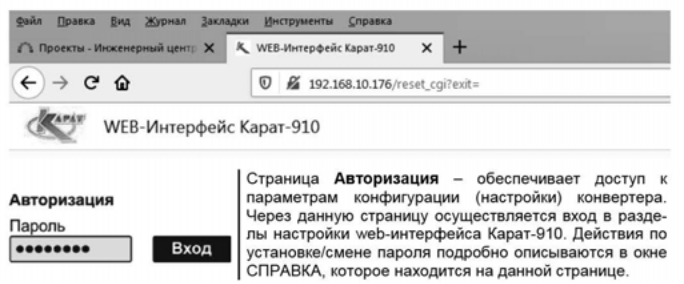 Файл Правка Вид Журнал Закладки Инструменты Справка
Проекты - Инженерный центр WEB-Интерфейс Карат-910
192.168.10.176/reset_cgi?exit=
КАРАТ WEB-Интерфейс Карат-910
Страница Авторизация – обеспечивает доступ к
параметрам конфигурации (настройки) конвертера.
Через данную страницу осуществляется вход в разде-
лы настройки web-интерфейса Карат-910. Действия по
установке/смене пароля подробно описываются в окне
СПРАВКА, которое находится на данной странице.
Авторизация
Пароль
Вход